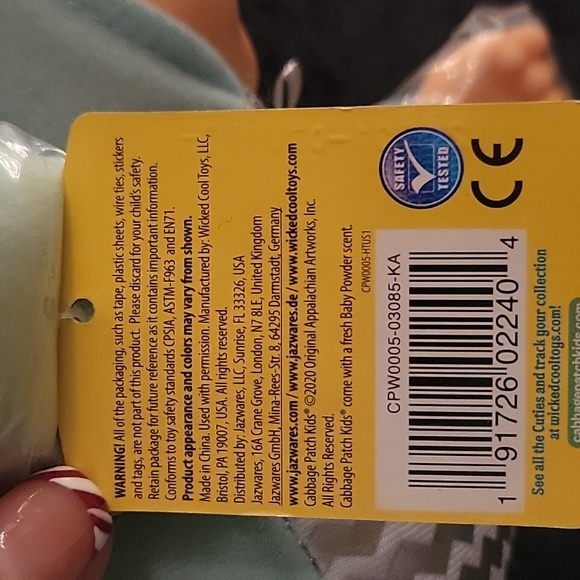 WARNING! All of the packaging, such as tape, plastic sheets, wire ties, stickers
and tags, are not part of this product. Please discard for your child's safety.
Retain package for future reference as it contains important information.
Conforms to toy safety standards CPSIA, ASTM-F963 and EN71.
Product appearance and colors may vary from shown.
Made in China. Used with permission. Manufactured by: Wicked Cool Toys, LLC,
Bristol, PA 19007, USA. All rights reserved.
Distributed by: Jazwares, LLC, Sunrise, FL 33326, USA
Jazwares, 16A Crane Grove, London, N7 8LE, United Kingdom
Jazwares GmbH, Mina-Rees-Str. 8, 64295 Darmstadt, Germany
www.jazwares.com / www.jazwares.de / www.wickedcooltoys.com
Cabbage Patch Kids® ©2020 Original Appalachian Artworks, Inc.
All Rights Reserved.
Cabbage Patch Kids® come with a fresh Baby Powder scent.
CPW0005-HTUS1
SAFETY
TESTED
CE
CPW0005-03085-KA
1 91726 02240 4
See all the Cuties and track your collection
at wickedcooltoys.com!